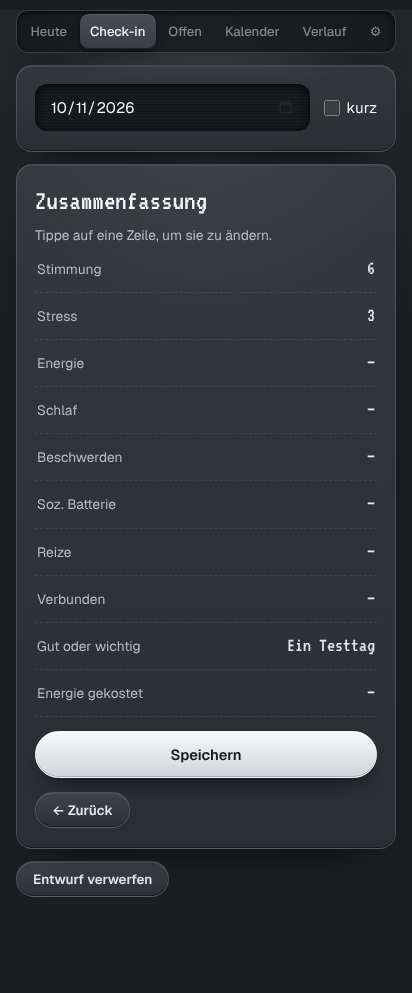 Heute Check-in Offen Kalender Verlauf ⚙
10/11/2026 kurz
Zusammenfassung
Tippe auf eine Zeile, um sie zu ändern.
Stimmung 6
Stress 3
Energie –
Schlaf –
Beschwerden –
Soz. Batterie –
Reize –
Verbunden –
Gut oder wichtig Ein Testtag
Energie gekostet –
Speichern
← Zurück
Entwurf verwerfen